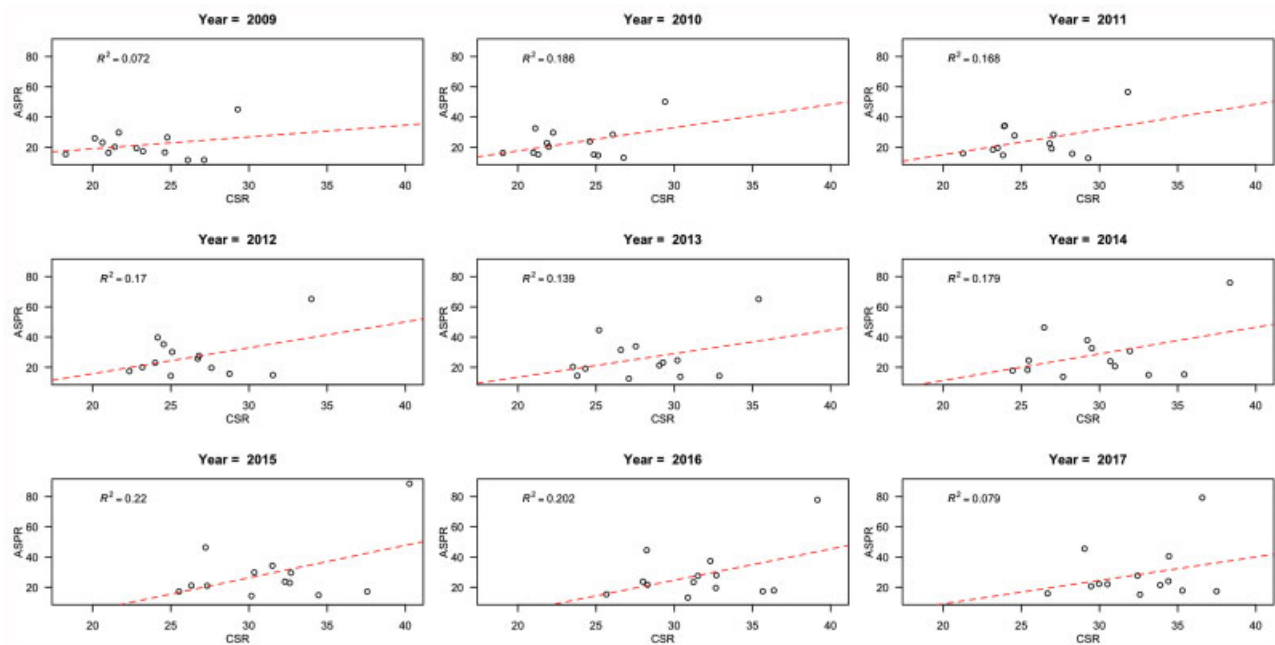 Year = 2009
R² = 0.072
ASPR
80
60
40
20
20 25 30 35 40
CSR
Year = 2010
R² = 0.186
ASPR
80
60
40
20
20 25 30 35 40
CSR
Year = 2011
R² = 0.168
ASPR
80
60
40
20
20 25 30 35 40
CSR
Year = 2012
R² = 0.17
ASPR
80
60
40
20
20 25 30 35 40
CSR
Year = 2013
R² = 0.139
ASPR
80
60
40
20
20 25 30 35 40
CSR
Year = 2014
R² = 0.179
ASPR
80
60
40
20
20 25 30 35 40
CSR
Year = 2015
R² = 0.22
ASPR
80
60
40
20
20 25 30 35 40
CSR
Year = 2016
R² = 0.202
ASPR
80
60
40
20
20 25 30 35 40
CSR
Year = 2017
R² = 0.079
ASPR
80
60
40
20
20 25 30 35 40
CSR